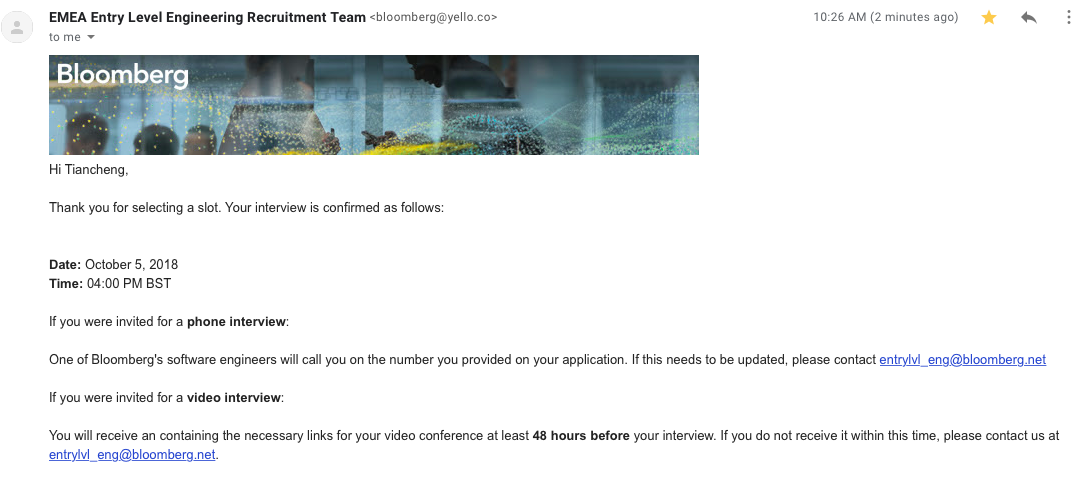 EMEA Entry Level Engineering Recruitment Team <bloomberg@yello.co>
10:26 AM (2 minutes ago)
to me
Bloomberg
Hi Tiancheng,
Thank you for selecting a slot. Your interview is confirmed as follows:
Date: October 5, 2018
Time: 04:00 PM BST
If you were invited for a phone interview:
One of Bloomberg's software engineers will call you on the number you provided on your application. If this needs to be updated, please contact entrylvl_eng@bloomberg.net
If you were invited for a video interview:
You will receive an containing the necessary links for your video conference at least 48 hours before your interview. If you do not receive it within this time, please contact us at
entrylvl_eng@bloomberg.net.